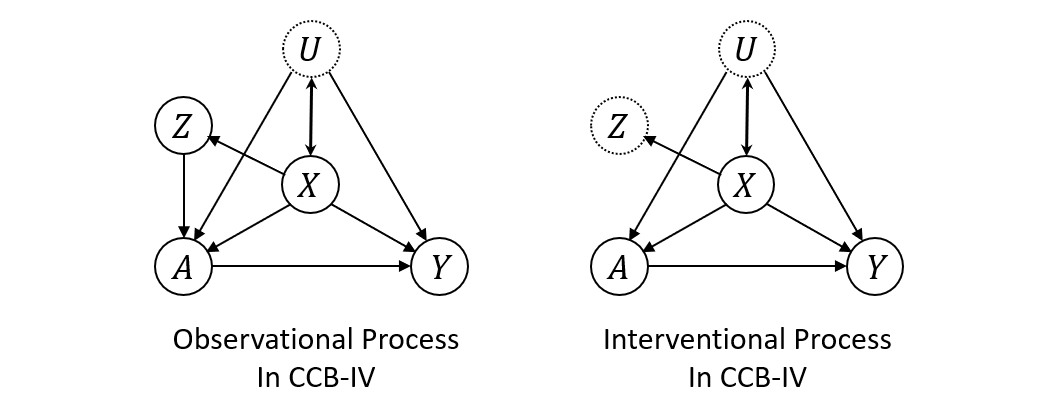 U
Z
X
A
Y
Observational Process
In CCB-IV
U
Z
X
A
Y
Interventional Process
In CCB-IV